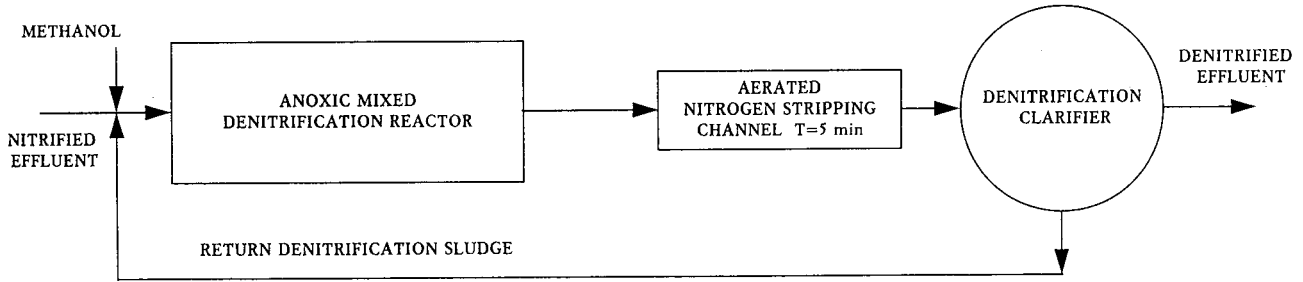 METHANOL
NITRIFIED
EFFLUENT
ANOXIC MIXED
DENITRIFICATION REACTOR
AERATED
NITROGEN STRIPPING
CHANNEL T=5 min
DENITRIFICATION
CLARIFIER
DENITRIFIED
EFFLUENT
RETURN DENITRIFICATION SLUDGE